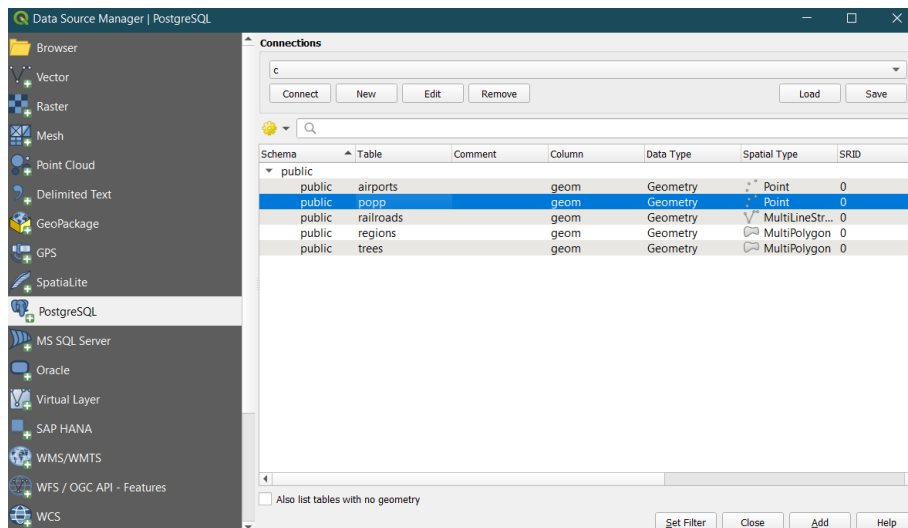 Data Source Manager | PostgreSQL
Browser
Vector
Raster
Mesh
Point Cloud
Delimited Text
GeoPackage
GPS
SpatiaLite
PostgreSQL
MS SQL Server
Oracle
Virtual Layer
SAP HANA
WMS/WMTS
WFS / OGC API - Features
WCS
Connections
c
Connect New Edit Remove Load Save
Schema Table Comment Column Data Type Spatial Type SRID
public
public airports geom Geometry Point 0
public popp geom Geometry Point 0
public railroads geom Geometry MultiLineStr... 0
public regions geom Geometry MultiPolygon 0
public trees geom Geometry MultiPolygon 0
Also list tables with no geometry
Set Filter Close Add Help